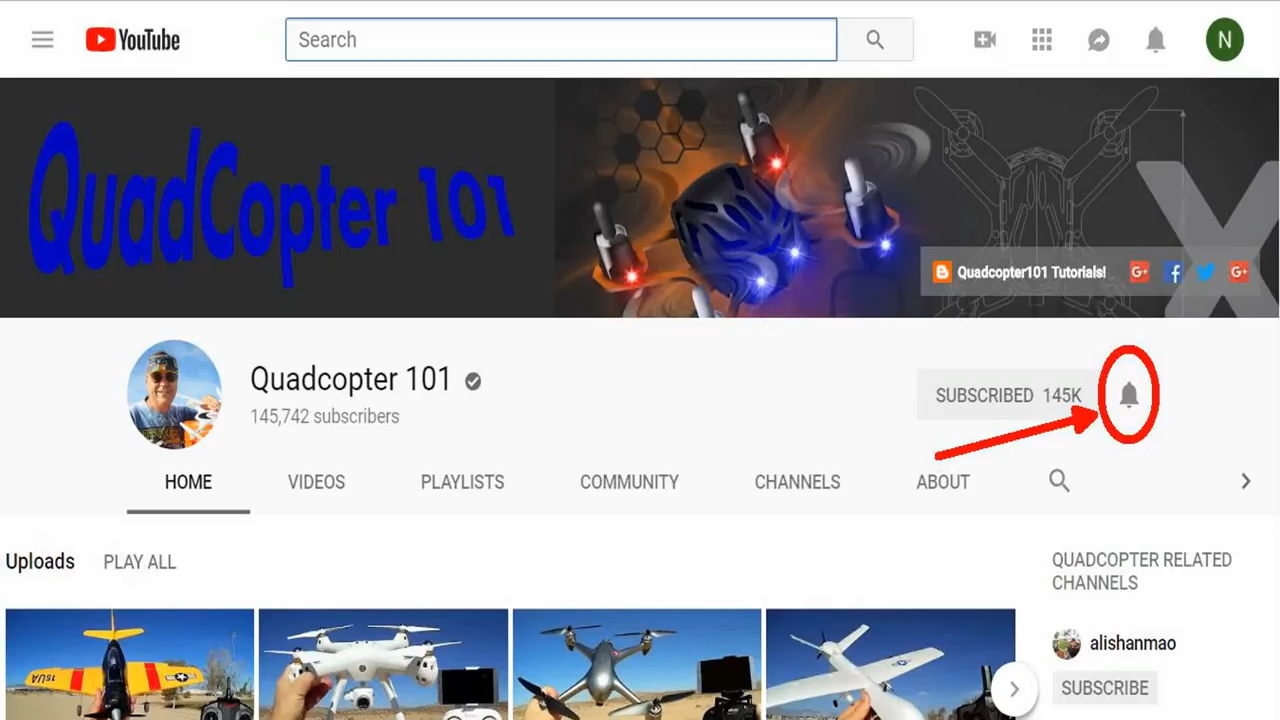 YouTube
Search
N
QuadCopter 101
X
Quadcopter101 Tutorials!
G+
f
G+
Quadcopter 101
145,742 subscribers
SUBSCRIBED 145K
HOME VIDEOS PLAYLISTS COMMUNITY CHANNELS ABOUT
Uploads PLAY ALL
QUADCOPTER RELATED
CHANNELS
15UA
alishanmao
SUBSCRIBE